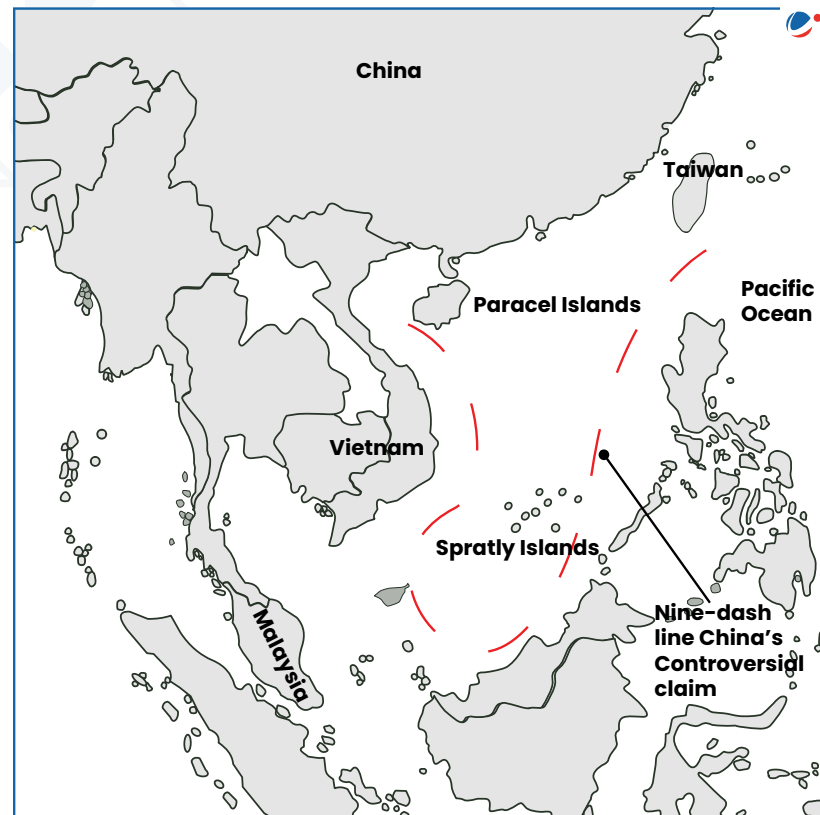 China
Taiwan
Paracel Islands
Pacific
Ocean
Vietnam
Spratly Islands
Malaysia
Nine-dash
line China's
Controversial
claim